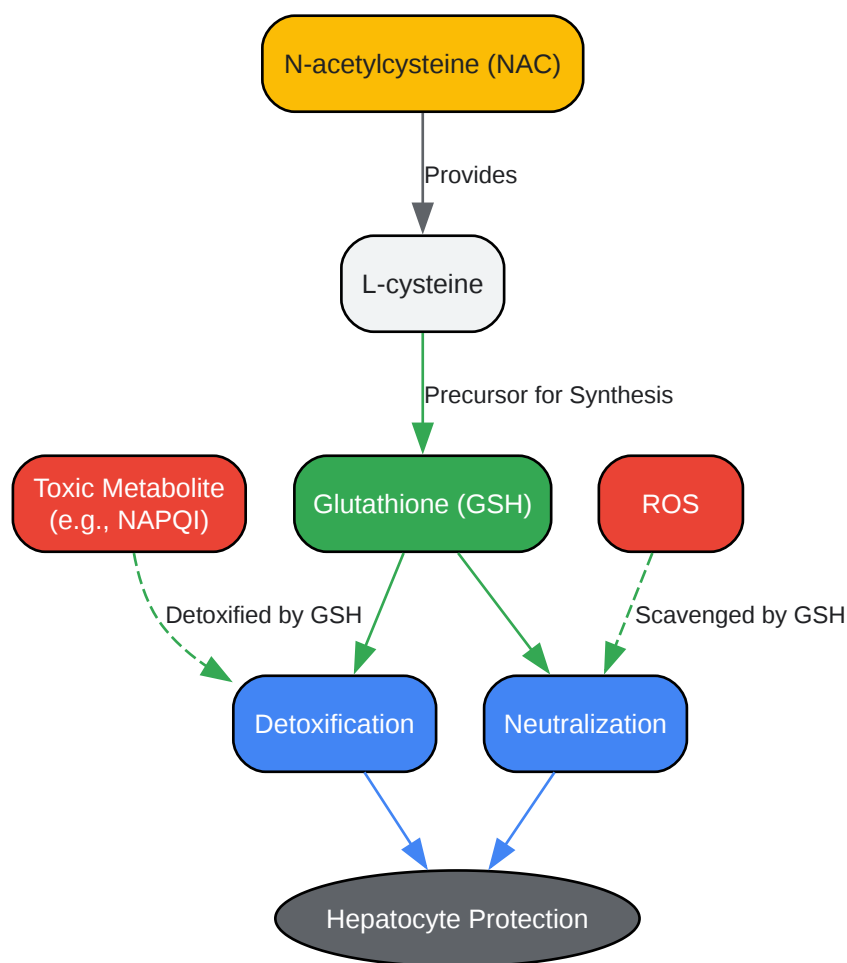 N-acetylcysteine (NAC)
Provides
L-cysteine
Precursor for Synthesis
Toxic Metabolite
(e.g., NAPQI)
Glutathione (GSH)
ROS
Detoxified by GSH
Scavenged by GSH
Detoxification
Neutralization
Hepatocyte Protection